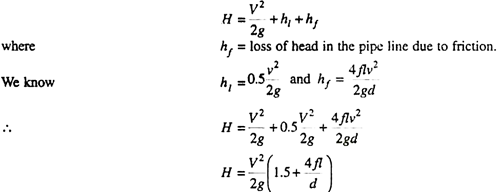 H = V²/2g + h_l + h_f
where h_f = loss of head in the pipe line due to friction.
We know h_l = 0.5 v²/2g and h_f = 4flv²/2gd
∴ H = V²/2g + 0.5 V²/2g + 4flv²/2gd
H = V²/2g (1.5 + 4fl/d)